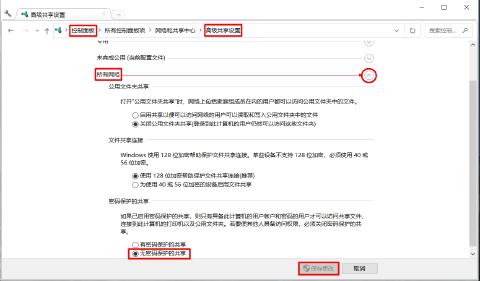 高级共享设置
控制面板 > 所有控制面板项 > 网络和共享中心 > 高级共享设置
搜索控制...
专用
来宾或公用 (当前配置文件)
所有网络
公用文件夹共享
打开"公用文件夹共享"时，网络上包括家庭组成员在内的用户都可以访问公用文件夹中的文件。
启用共享以便可以访问网络的用户可以读取和写入公用文件夹中的文件
关闭公用文件夹共享(登录到此计算机的用户仍然可以访问这些文件夹)
文件共享连接
Windows 使用 128 位加密帮助保护文件共享连接。某些设备不支持 128 位加密，必须使用 40 或
56 位加密。
使用 128 位加密帮助保护文件共享连接(推荐)
为使用 40 或 56 位加密的设备启用文件共享
密码保护的共享
如果已启用密码保护的共享，则只有具备此计算机的用户帐户和密码的用户才可以访问共享文件、
连接到此计算机的打印机以及公用文件夹。若要使其他人具备访问权限，必须关闭密码保护的共
享。
有密码保护的共享
无密码保护的共享
保存更改
取消